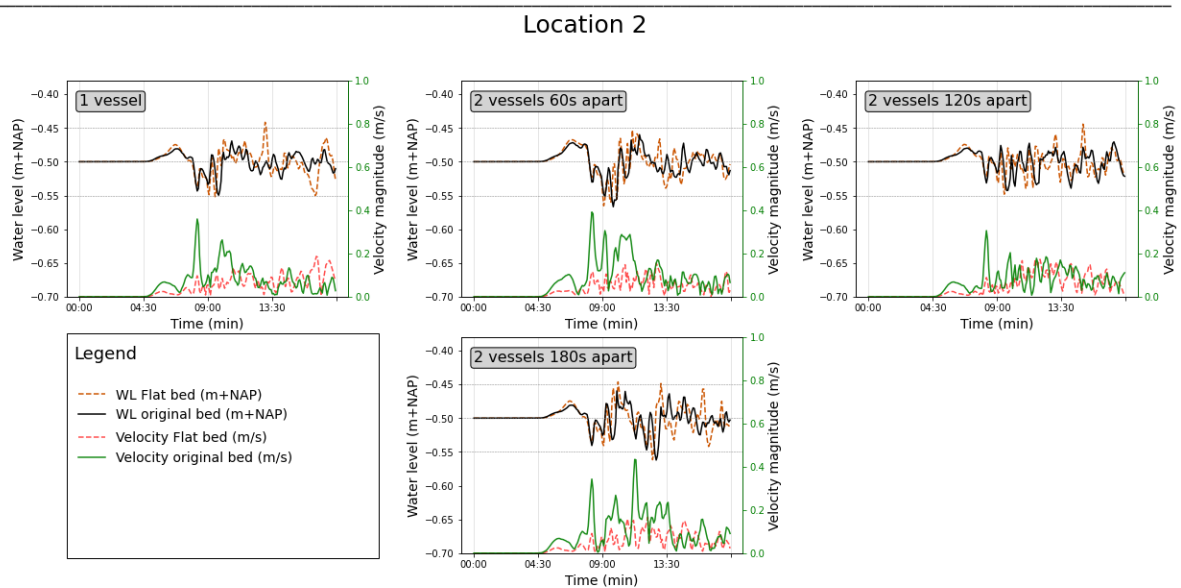 Location 2
1 vessel
−0.40
−0.45
−0.50
−0.55
−0.60
−0.65
−0.70
Water level (m+NAP)
1.0
0.8
0.6
0.4
0.2
0.0
Velocity magnitude (m/s)
00:00 04:30 09:00 13:30
Time (min)
2 vessels 60s apart
−0.40
−0.45
−0.50
−0.55
−0.60
−0.65
−0.70
Water level (m+NAP)
1.0
0.8
0.6
0.4
0.2
0.0
Velocity magnitude (m/s)
00:00 04:30 09:00 13:30
Time (min)
2 vessels 120s apart
−0.40
−0.45
−0.50
−0.55
−0.60
−0.65
−0.70
Water level (m+NAP)
1.0
0.8
0.6
0.4
0.2
0.0
Velocity magnitude (m/s)
00:00 04:30 09:00 13:30
Time (min)
Legend
WL Flat bed (m+NAP)
WL original bed (m+NAP)
Velocity Flat bed (m/s)
Velocity original bed (m/s)
2 vessels 180s apart
−0.40
−0.45
−0.50
−0.55
−0.60
−0.65
−0.70
Water level (m+NAP)
1.0
0.8
0.6
0.4
0.2
0.0
Velocity magnitude (m/s)
00:00 04:30 09:00 13:30
Time (min)